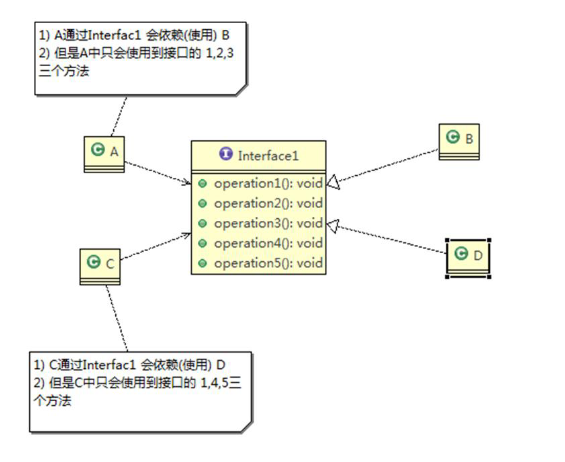 1) A通过Interfac1 会依赖(使用) B
2) 但是A中只会使用到接口的 1,2,3
三个方法
C A
I Interface1
operation1(): void
operation2(): void
operation3(): void
operation4(): void
operation5(): void
C B
C C
C D
1) C通过Interfac1 会依赖(使用) D
2) 但是C中只会使用到接口的 1,4,5三
个方法